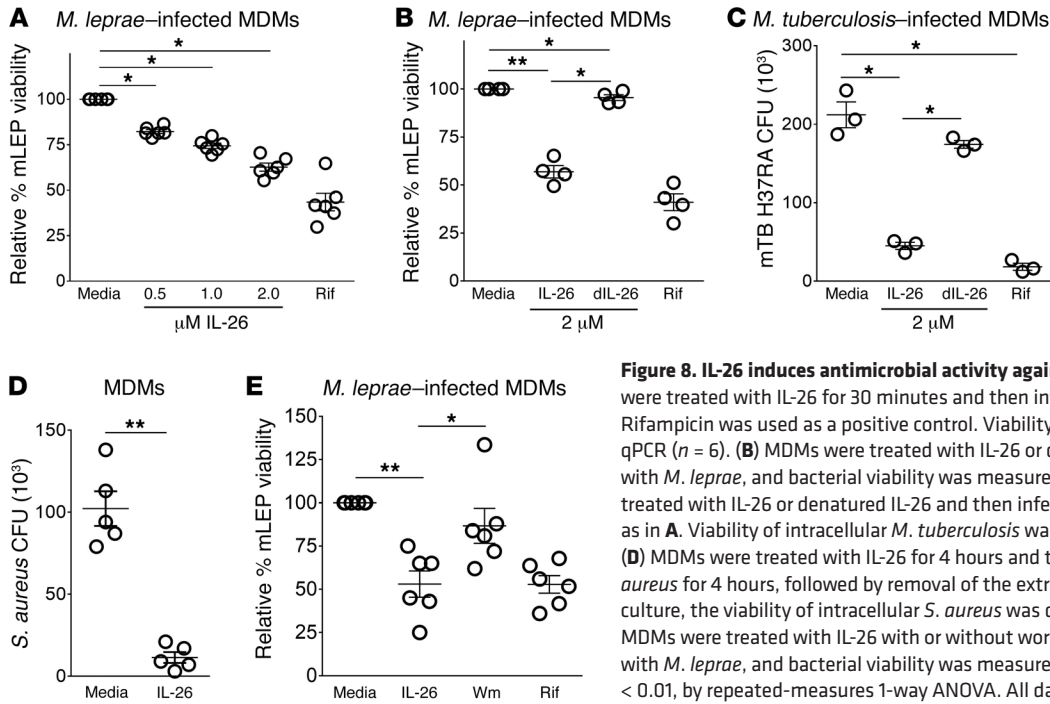 A
M. leprae–infected MDMs
Relative % mLEP viability
100
75
50
25
0
*
*
*
Media
0.5
1.0
2.0
Rif
μM IL-26
B
M. leprae–infected MDMs
Relative % mLEP viability
100
75
50
25
0
*
**
*
Media
IL-26
dIL-26
Rif
2 μM
C
M. tuberculosis–infected MDMs
mTB H37RA CFU (10³)
300
200
100
0
*
*
*
Media
IL-26
dIL-26
Rif
2 μM
D
MDMs
S. aureus CFU (10³)
150
100
50
0
**
Media
IL-26
E
M. leprae–infected MDMs
Relative % mLEP viability
150
125
100
75
50
25
0
**
*
Media
IL-26
Wm
Rif
Figure 8. IL-26 induces antimicrobial activity agai
were treated with IL-26 for 30 minutes and then in
Rifampicin was used as a positive control. Viability
qPCR (n = 6). (B) MDMs were treated with IL-26 or
with M. leprae, and bacterial viability was measure
treated with IL-26 or denatured IL-26 and then infe
as in A. Viability of intracellular M. tuberculosis wa
(D) MDMs were treated with IL-26 for 4 hours and t
aureus for 4 hours, followed by removal of the extr
culture, the viability of intracellular S. aureus was
MDMs were treated with IL-26 with or without wor
with M. leprae, and bacterial viability was measure
< 0.01, by repeated-measures 1-way ANOVA. All da